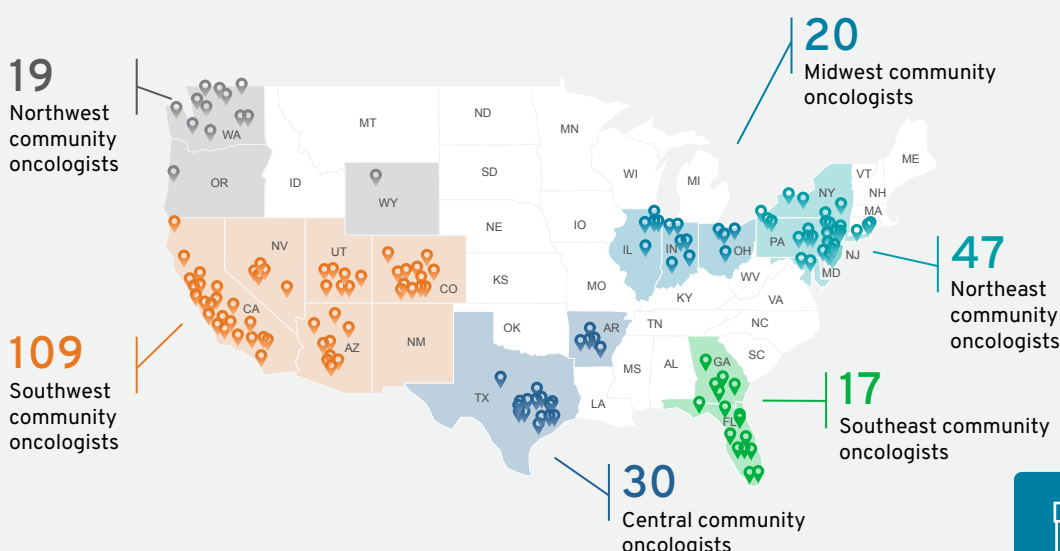 20
Midwest community
oncologists
19
Northwest
community
oncologists
109
Southwest
community
oncologists
47
Northeast
community
oncologists
17
Southeast community
oncologists
30
Central community
oncologists
WA
MT
ND
MN
ME
OR
ID
WY
SD
WI
MI
VT
NH
NY
MA
NV
UT
CO
NE
IO
IL
IN
OH
PA
NJ
MD
CA
KS
MO
WV
VA
KY
AZ
NM
OK
AR
TN
NC
SC
TX
LA
MS
AL
GA
FL